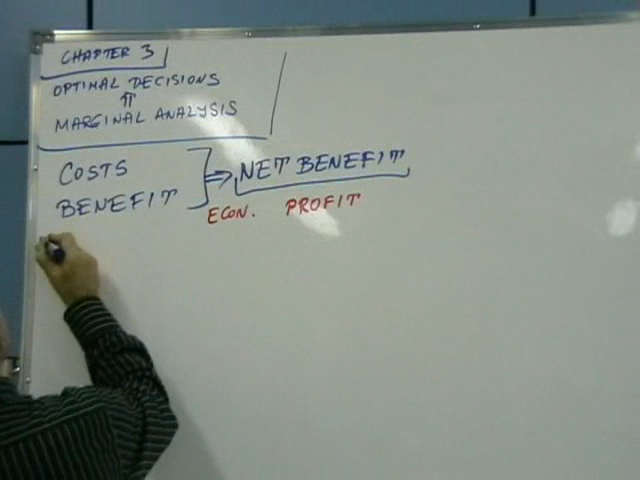 CHAPTER 3
OPTIMAL DECISIONS
⇑
MARGINAL ANALYSIS
COSTS
BENEFIT
⇒ NET BENEFIT
ECON. PROFIT